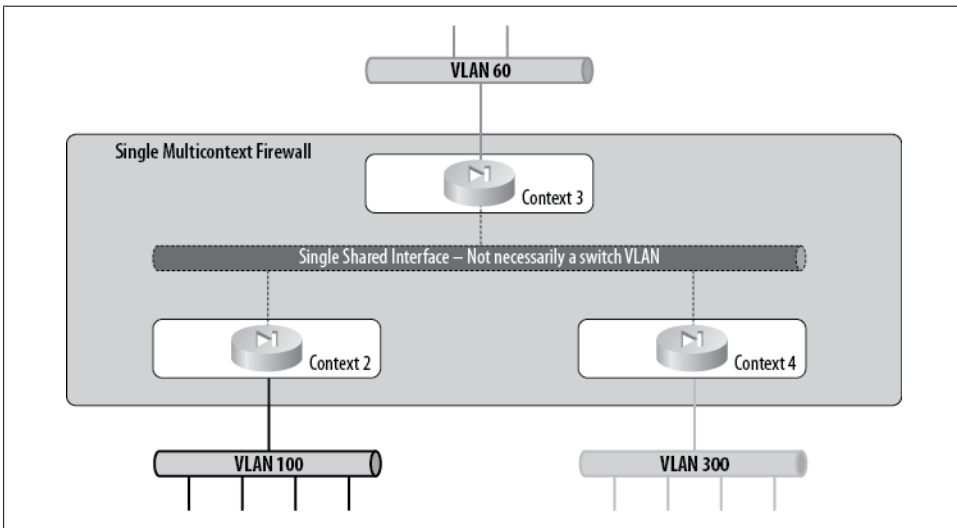 VLAN 60
Single Multicontext Firewall
Context 3
Single Shared Interface – Not necessarily a switch VLAN
Context 2
Context 4
VLAN 100
VLAN 300